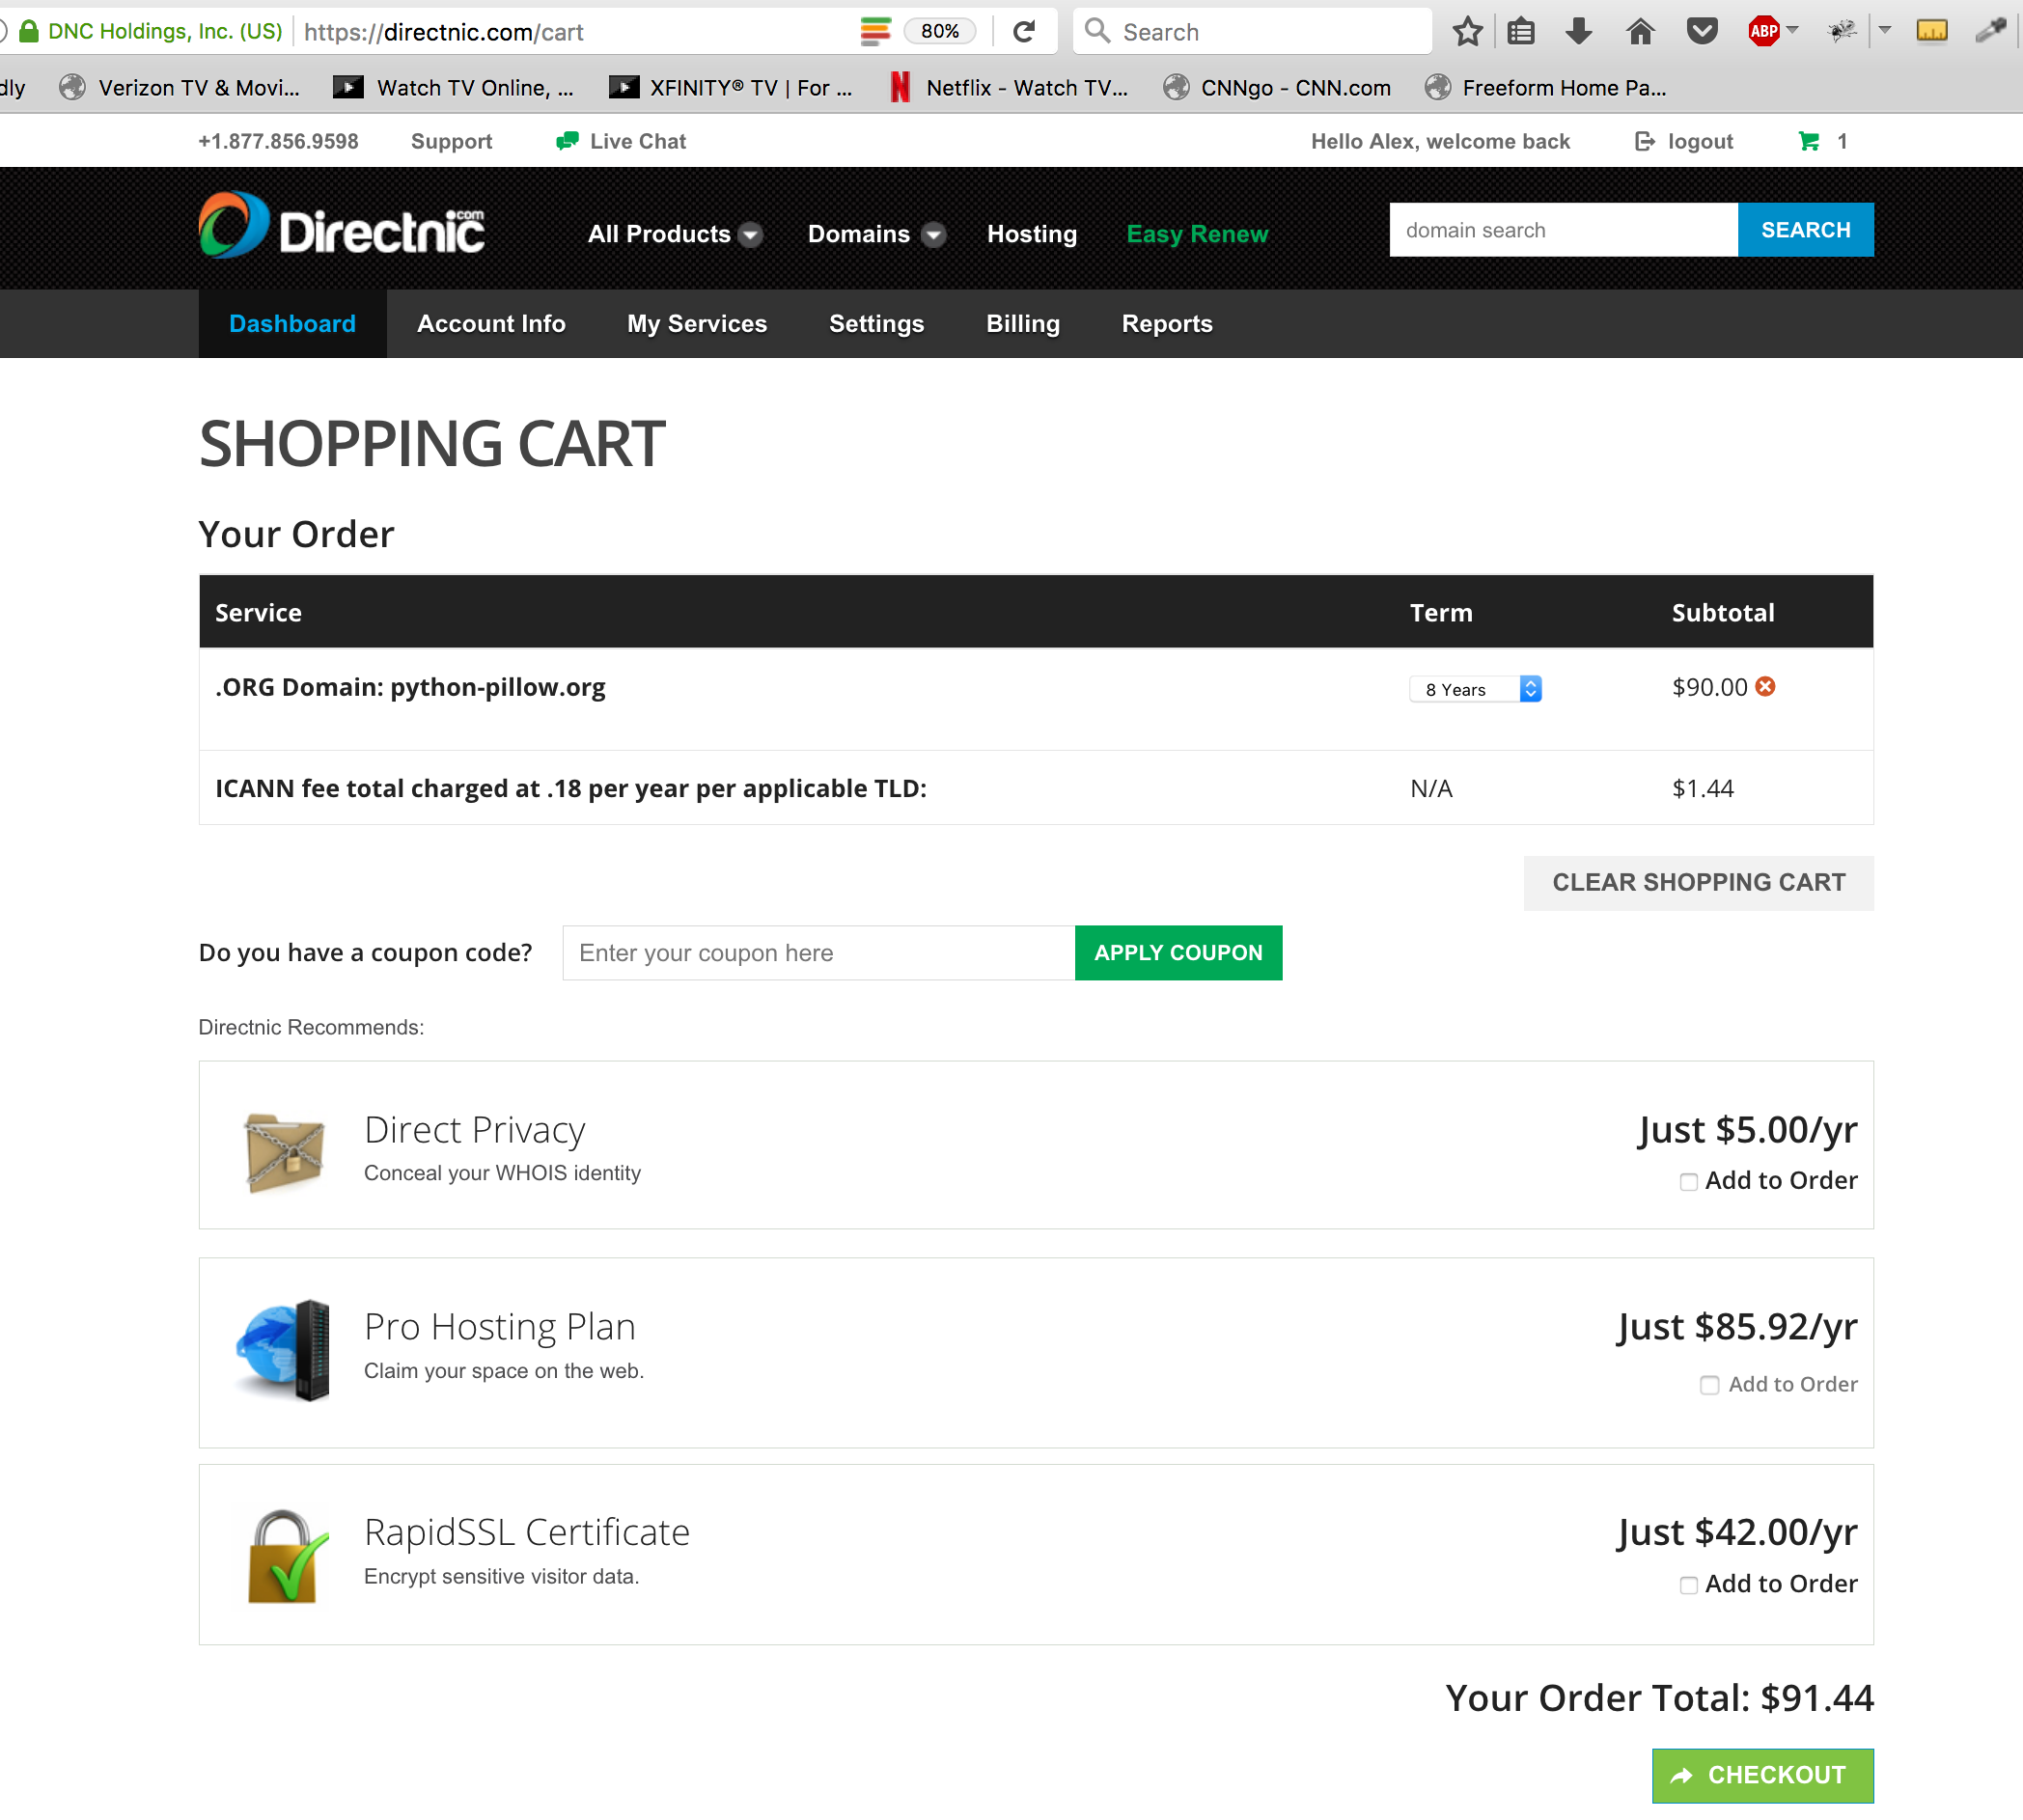 DNC Holdings, Inc. (US) https://directnic.com/cart 80% Search ABP
dly Verizon TV & Movi... Watch TV Online, ... XFINITY® TV | For ... Netflix - Watch TV... CNNgo - CNN.com Freeform Home Pa...
+1.877.856.9598 Support Live Chat Hello Alex, welcome back logout 1
Directnic.com All Products Domains Hosting Easy Renew domain search SEARCH
Dashboard Account Info My Services Settings Billing Reports
SHOPPING CART
Your Order
Service Term Subtotal
.ORG Domain: python-pillow.org 8 Years $90.00
ICANN fee total charged at .18 per year per applicable TLD: N/A $1.44
CLEAR SHOPPING CART
Do you have a coupon code? Enter your coupon here APPLY COUPON
Directnic Recommends:
Direct Privacy Just $5.00/yr
Conceal your WHOIS identity Add to Order
Pro Hosting Plan Just $85.92/yr
Claim your space on the web. Add to Order
RapidSSL Certificate Just $42.00/yr
Encrypt sensitive visitor data. Add to Order
Your Order Total: $91.44
CHECKOUT